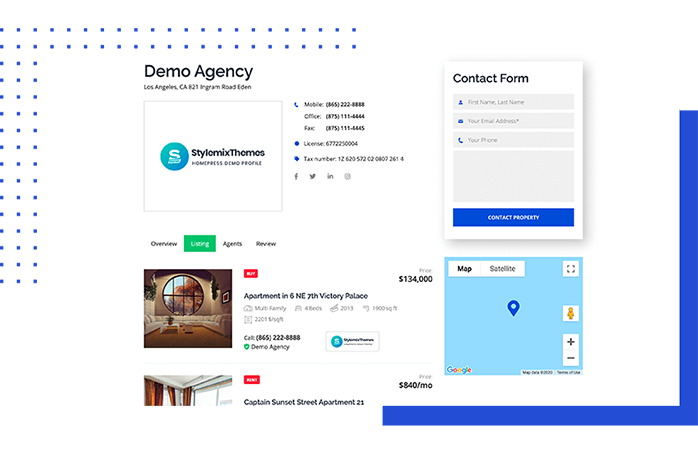 Demo Agency
Los Angeles, CA 821 Ingram Road Eden
StylemixThemes
HOMEPRESS DEMO PROFILE
Mobile: (865) 222-8888
Office: (875) 111-4444
Fax: (875) 111-4445
License: 6772250004
Tax number: 1Z 620 572 02 0807 261 4
Contact Form
First Name, Last Name
Your Email Address*
Your Phone
CONTACT PROPERTY
Overview Listing Agents Review
BUY
Price
$134,000
Apartment in 6 NE 7th Victory Palace
Multi Family 4 Beds 2013 1900 sq ft
2201 $/sqft
Call: (865) 222-8888
Demo Agency
StylemixThemes
Map Satellite
Google
Map data ©2020 Terms of Use
RENT
Price
$840/mo
Captain Sunset Street Apartment 21